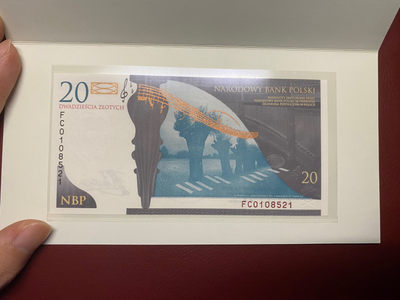 20
DWADZIEŚCIA ZŁOTYCH
NARODOWY BANK POLSKI
FC0108521
20
FC0108521
NBP